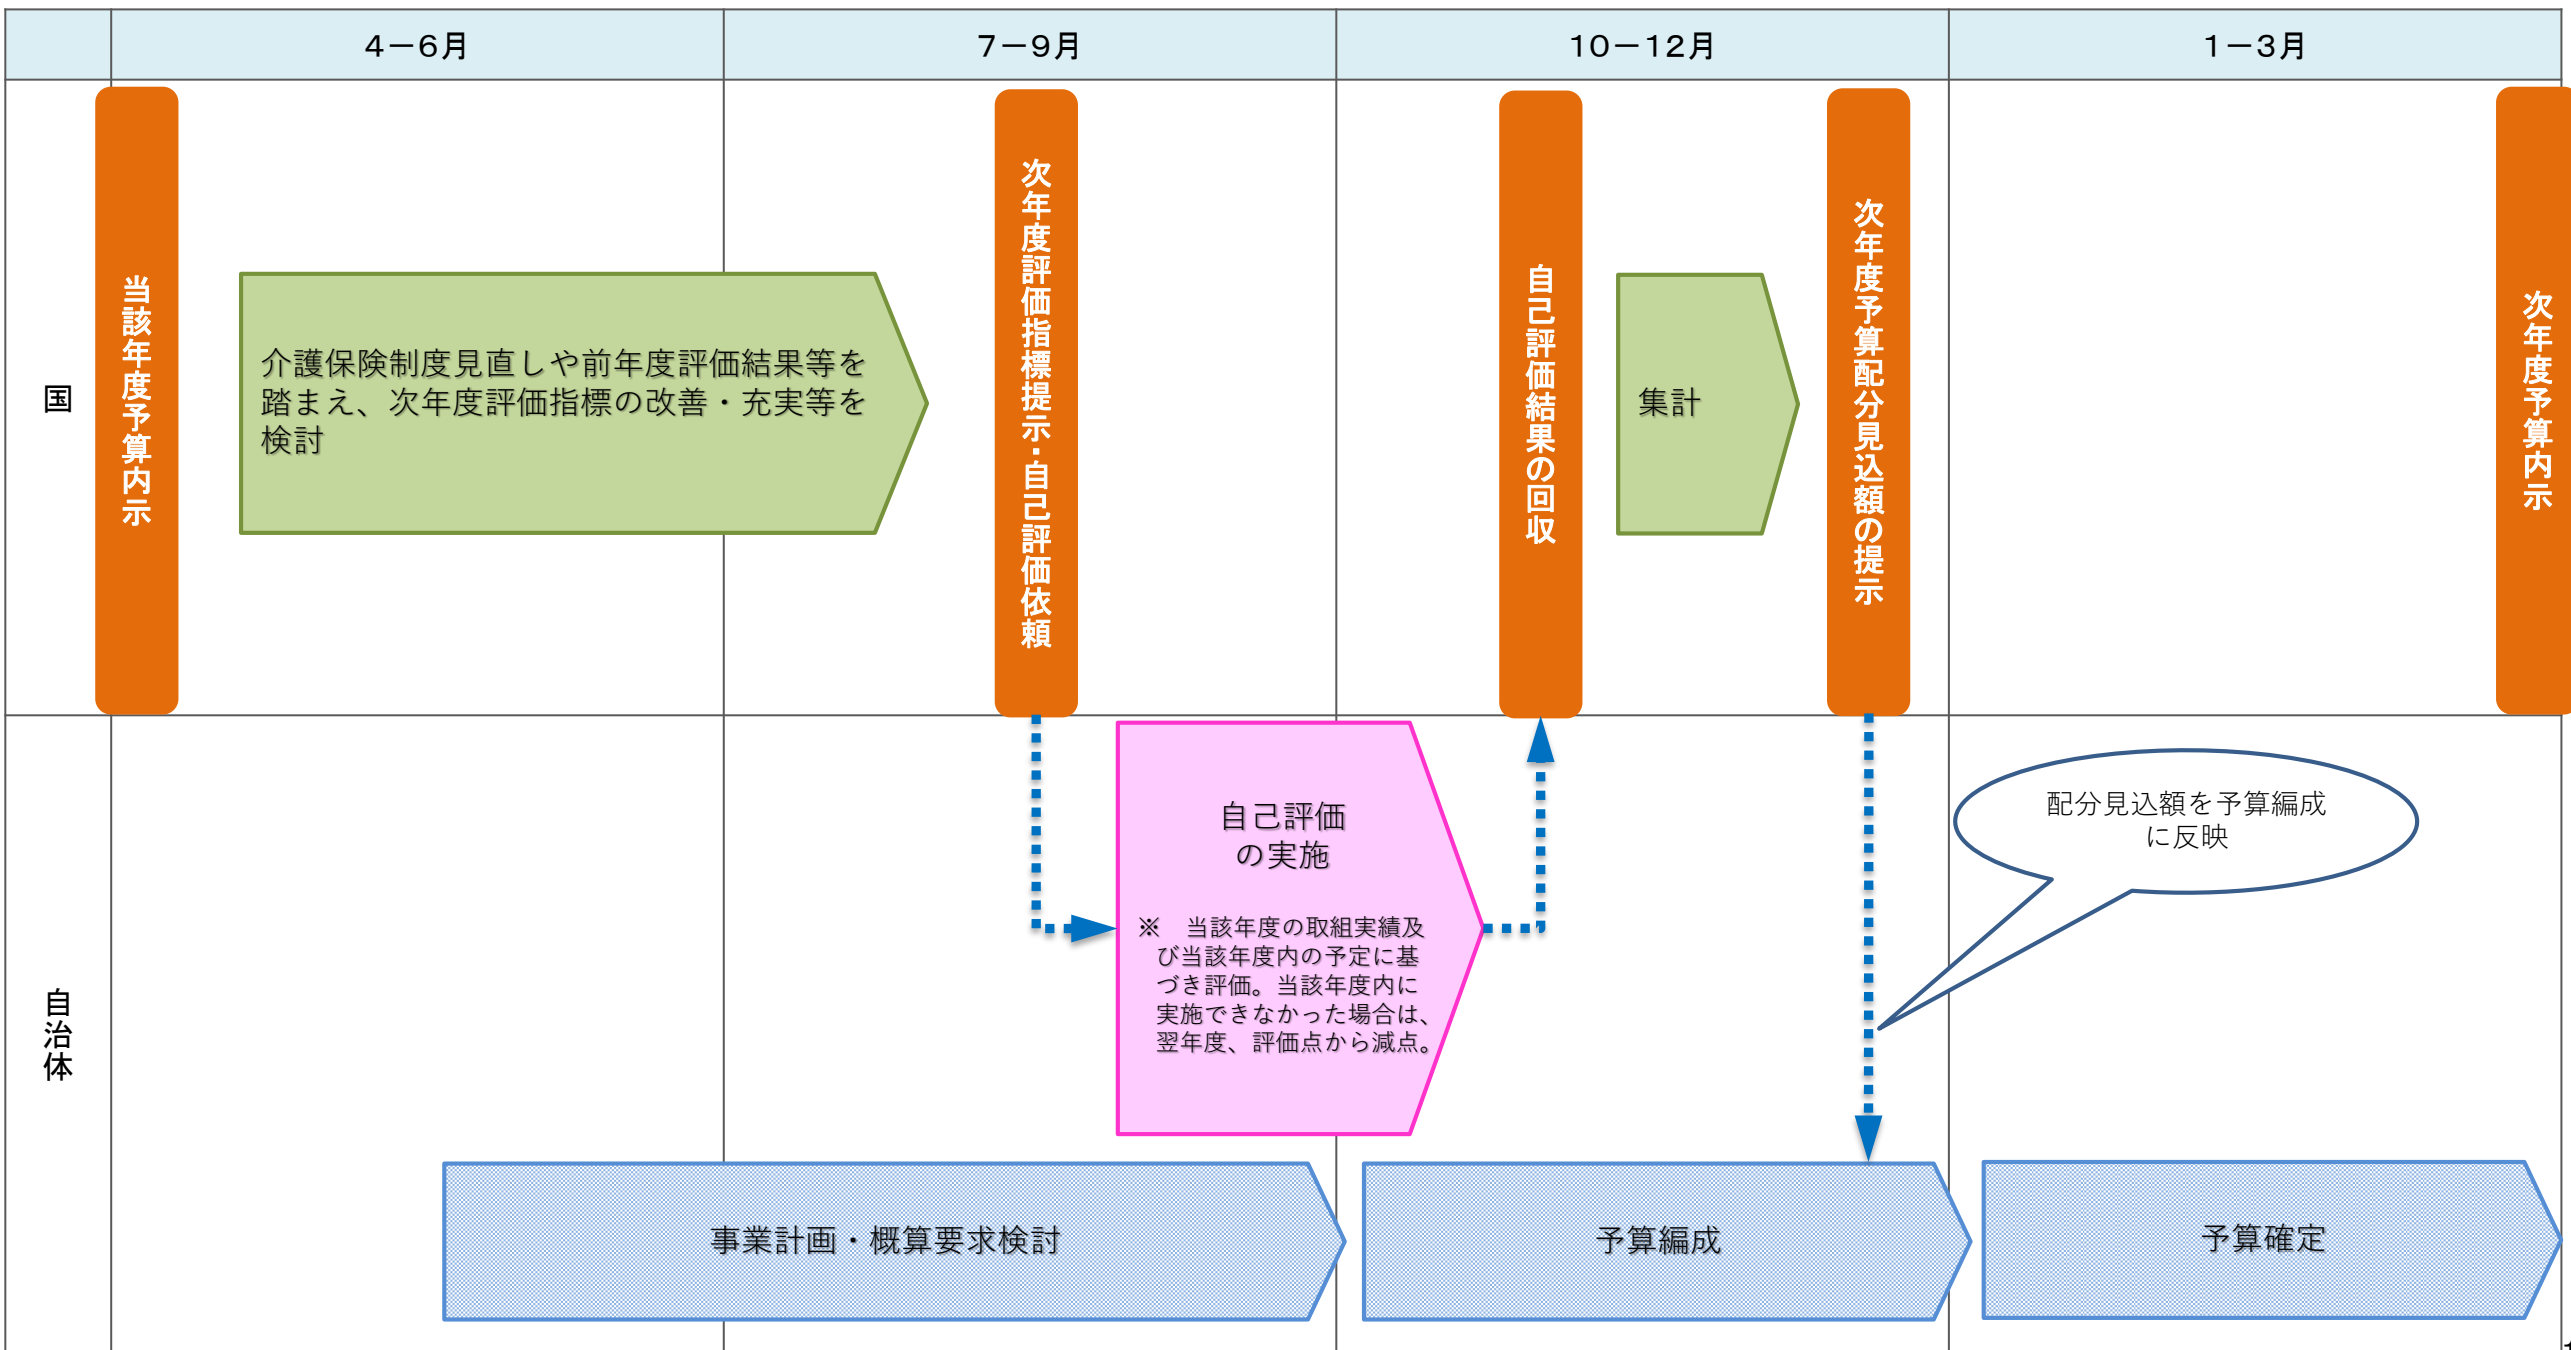 4－6月
7－9月
10－12月
1－3月
国
当該年度予算内示
介護保険制度見直しや前年度評価結果等を
踏まえ、次年度評価指標の改善・充実等を
検討
次年度評価指標提示・自己評価依頼
自己評価結果の回収
集計
次年度予算配分見込額の提示
次年度予算内示
自治体
自己評価
の実施
※　当該年度の取組実績及
び当該年度内の予定に基
づき評価。当該年度内に
実施できなかった場合は、
翌年度、評価点から減点。
配分見込額を予算編成
に反映
事業計画・概算要求検討
予算編成
予算確定